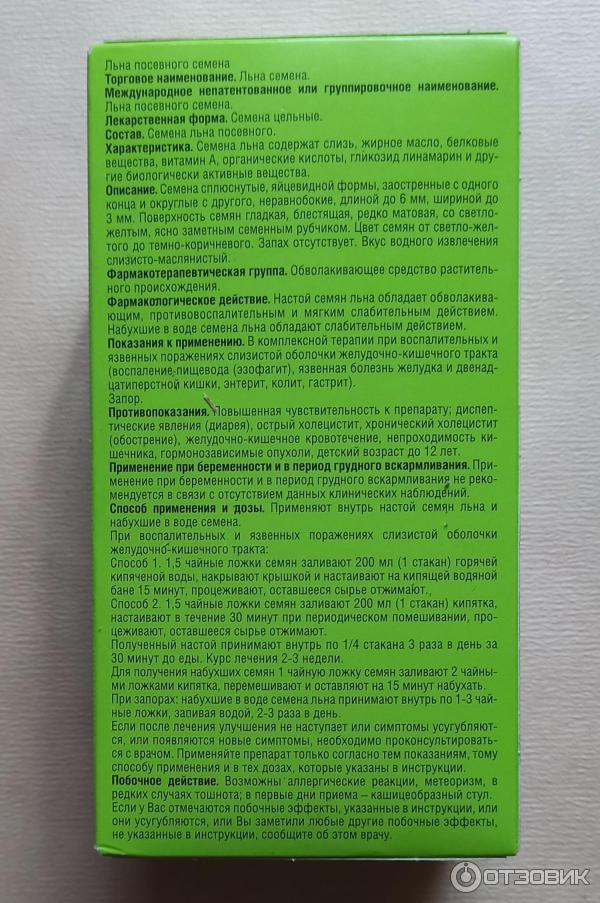 Льна посевного семена
Торговое наименование. Льна семена.
Международное непатентованное или группировочное наименование.
Льна посевного семена.
Лекарственная форма. Семена цельные.
Состав. Семена льна посевного.
Характеристика. Семена льна содержат слизь, жирное масло, белковые
вещества, витамин А, органические кислоты, гликозид линамарин и дру-
гие биологически активные вещества.
Описание. Семена сплюснутые, яйцевидной формы, заостренные с одного
конца и округлые с другого, неравнобокие, длиной до 6 мм, шириной до
3 мм. Поверхность семян гладкая, блестящая, редко матовая, со светло-
желтым, ясно заметным семенным рубчиком. Цвет семян от светло-жел-
того до темно-коричневого. Запах отсутствует. Вкус водного извлечения
слизисто-маслянистый.
Фармакотерапевтическая группа. Обволакивающее средство раститель-
ного происхождения.
Фармакологическое действие. Настой семян льна обладает обволакива-
ющим, противовоспалительным и мягким слабительным действием.
Набухшие в воде семена льна обладают слабительным действием.
Показания к применению. В комплексной терапии при воспалительных и
язвенных поражениях слизистой оболочки желудочно-кишечного тракта
(воспаление пищевода (эзофагит), язвенная болезнь желудка и двенад-
цатиперстной кишки, энтерит, колит, гастрит).
Запор.
Противопоказания. Повышенная чувствительность к препарату; диспеп-
тические явления (диарея), острый холецистит, хронический холецистит
(обострение), желудочно-кишечное кровотечение, непроходимость ки-
шечника, гормонозависимые опухоли, детский возраст до 12 лет.
Применение при беременности и в период грудного вскармливания. При-
менение при беременности и в период грудного вскармливания не реко-
мендуется в связи с отсутствием данных клинических наблюдений.
Способ применения и дозы. Применяют внутрь настой семян льна и
набухшие в воде семена.
При воспалительных и язвенных поражениях слизистой оболочки
желудочно-кишечного тракта:
Способ 1. 1,5 чайные ложки семян заливают 200 мл (1 стакан) горячей
кипяченой воды, накрывают крышкой и настаивают на кипящей водяной
бане 15 минут, процеживают, оставшееся сырье отжимают.
Способ 2. 1,5 чайные ложки семян заливают 200 мл (1 стакан) кипятка,
настаивают в течение 30 минут при периодическом помешивании, про-
цеживают, оставшееся сырье отжимают.
Полученный настой принимают внутрь по 1/4 стакана 3 раза в день за
30 минут до еды. Курс лечения 2-3 недели.
Для получения набухших семян 1 чайную ложку семян заливают 2 чайны-
ми ложками кипятка, перемешивают и оставляют на 15 минут набухать.
При запорах: набухшие в воде семена льна принимают внутрь по 1-3 чай-
ные ложки, запивая водой, 2-3 раза в день.
Если после лечения улучшения не наступает или симптомы усугубляют-
ся, или появляются новые симптомы, необходимо проконсультировать-
ся с врачом. Применяйте препарат только согласно тем показаниям, тому
способу применения и в тех дозах, которые указаны в инструкции.
Побочное действие. Возможны аллергические реакции, метеоризм, в
редких случаях тошнота; в первые дни приема – кашицеобразный стул.
Если у Вас отмечаются побочные эффекты, указанные в инструкции, или
они усугубляются, или Вы заметили любые другие побочные эффекты,
не указанные в инструкции, сообщите об этом врачу.
ОТЗОВИК